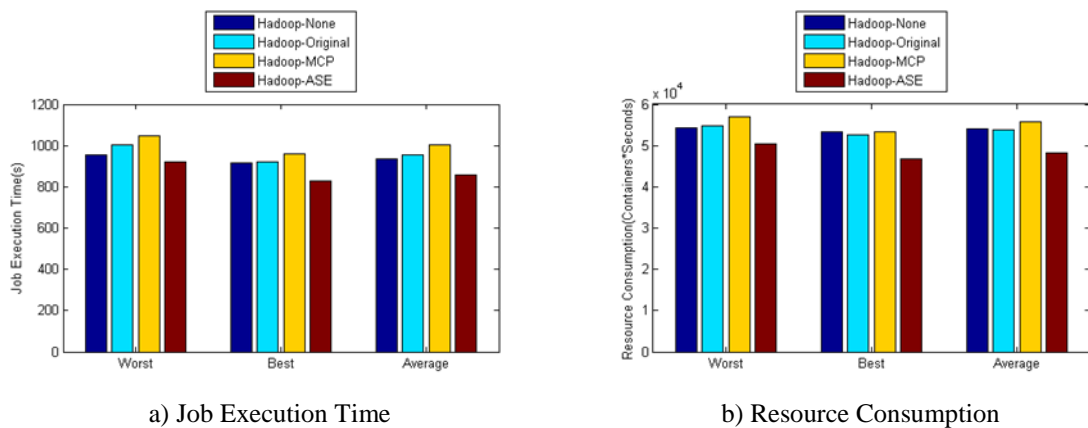 Hadoop-None
Hadoop-Original
Hadoop-MCP
Hadoop-ASE
1200
1000
800
600
400
200
0
Job Execution Time(s)
Worst
Best
Average
a) Job Execution Time
Hadoop-None
Hadoop-Original
Hadoop-MCP
Hadoop-ASE
x 10^4
6
5
4
3
2
1
0
Resource Consumption(Containers*Seconds)
Worst
Best
Average
b) Resource Consumption